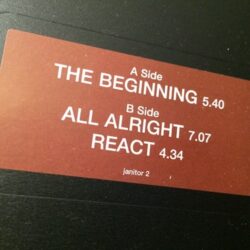 A Side
THE BEGINNING 5.40
B Side
ALL ALRIGHT 7.07
REACT 4.34
janitor 2